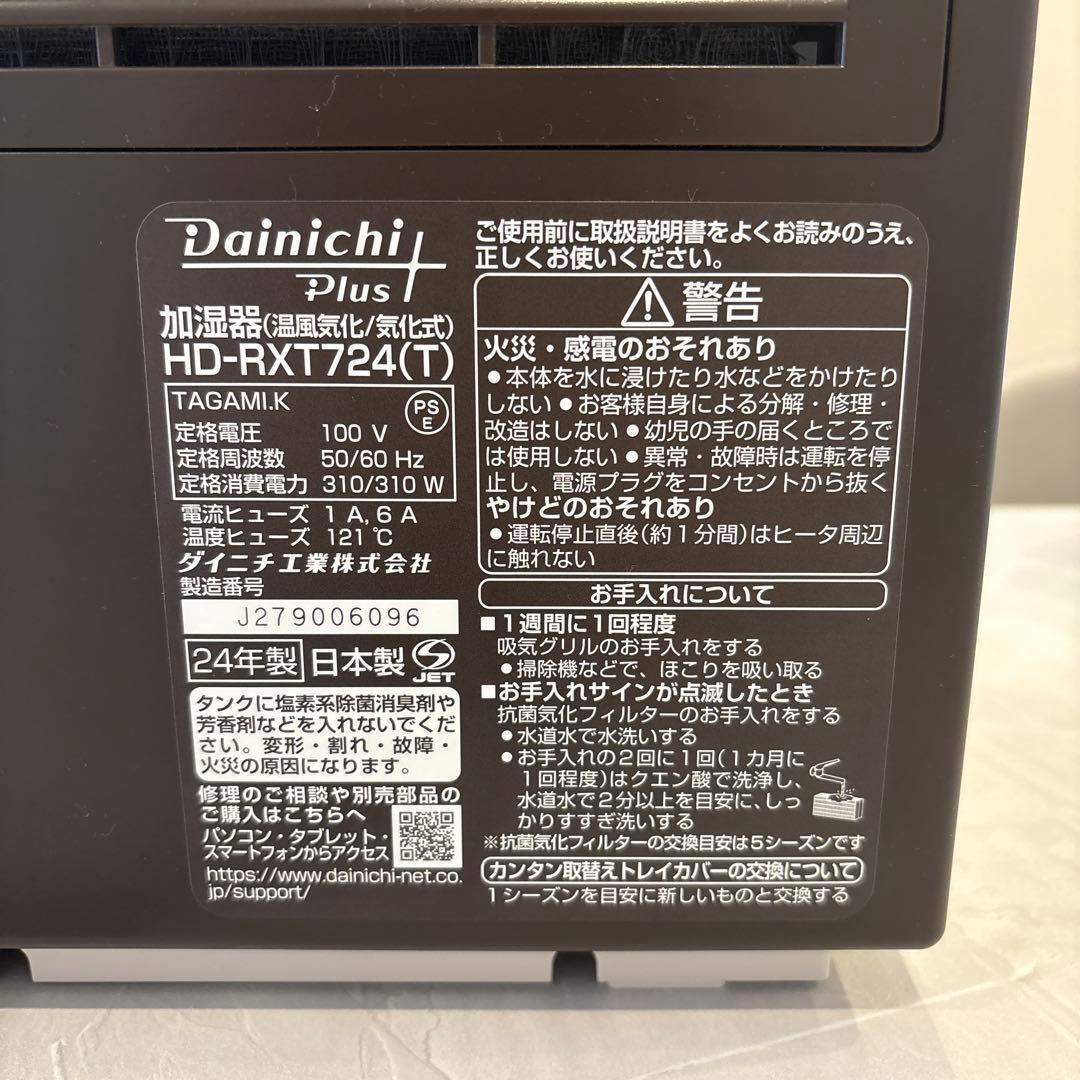 Dainichi
Plus
加湿器(温風気化/気化式)
HD-RXT724(T)
TAGAMI.K
PS
E
定格電圧 100 V
定格周波数 50/60 Hz
定格消費電力 310/310 W
電流ヒューズ 1 A, 6 A
温度ヒューズ 121 ℃
ダイニチ工業株式会社
製造番号
J279006096
24年製 日本製
JET
タンクに塩素系除菌消臭剤や
芳香剤などを入れないでくだ
さい。変形・割れ・故障・
火災の原因になります。
修理のご相談や別売部品の
ご購入はこちらへ
パソコン・タブレット・
スマートフォンからアクセス
https://www.dainichi-net.co.
jp/support/
ご使用前に取扱説明書をよくお読みのうえ、
正しくお使いください。
警告
火災・感電のおそれあり
●本体を水に浸けたり水などをかけたり
しない●お客様自身による分解・修理・
改造はしない●幼児の手の届くところで
は使用しない●異常・故障時は運転を停
止し、電源プラグをコンセントから抜く
やけどのおそれあり
●運転停止直後(約1分間)はヒータ周辺
に触れない
お手入れについて
■1週間に1回程度
吸気グリルのお手入れをする
●掃除機などで、ほこりを吸い取る
■お手入れサインが点滅したとき
抗菌気化フィルターのお手入れをする
●水道水で水洗いする
●お手入れの2回に1回(1カ月に
1回程度)はクエン酸で洗浄し、
水道水で2分以上を目安に、しっ
かりすすぎ洗いする
※抗菌気化フィルターの交換目安は5シーズンです
カンタン取替えトレイカバーの交換について
1シーズンを目安に新しいものと交換する